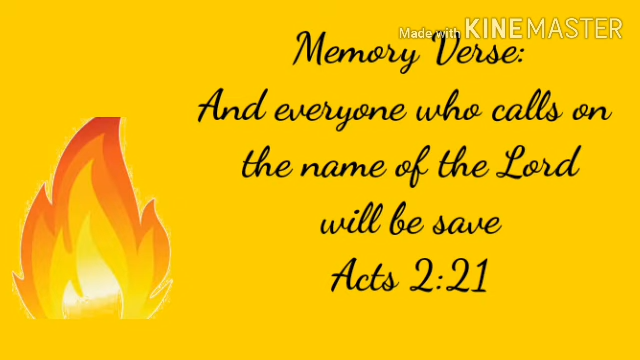 Made with KINEMASTER
Memory Verse:
And everyone who calls on
the name of the Lord
will be save
Acts 2:21